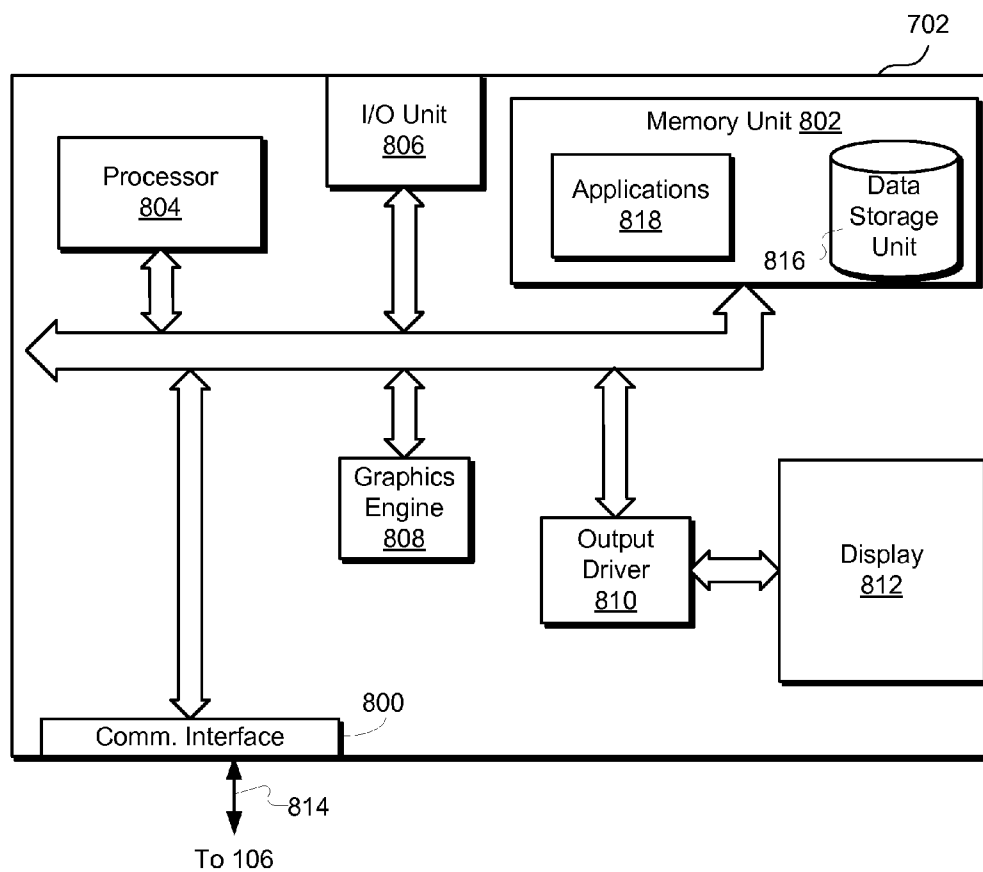 702
I/O Unit
806
Memory Unit 802
Processor
804
Applications
818
Data
Storage
Unit
816
Graphics
Engine
808
Output
Driver
810
Display
812
800
Comm. Interface
814
To 106